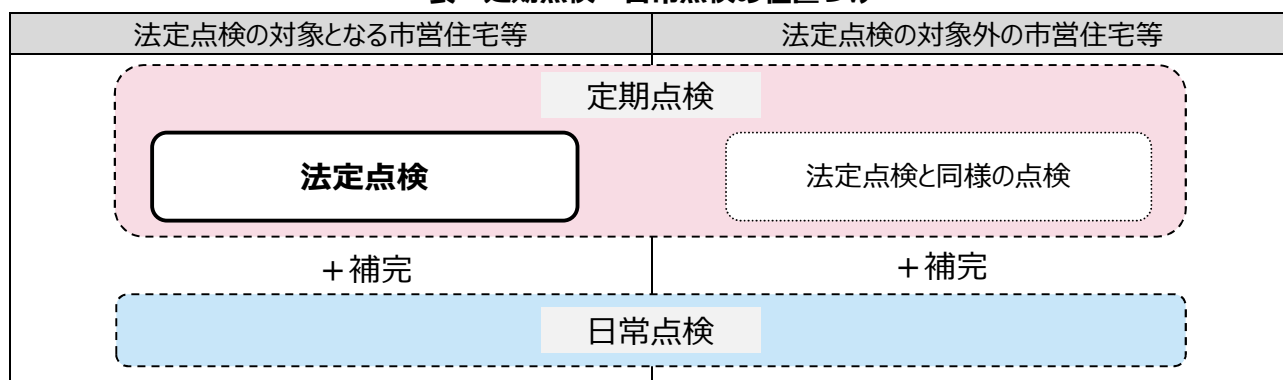 法定点検の対象となる市営住宅等
法定点検の対象外の市営住宅等
定期点検
法定点検
法定点検と同様の点検
+補完
+補完
日常点検